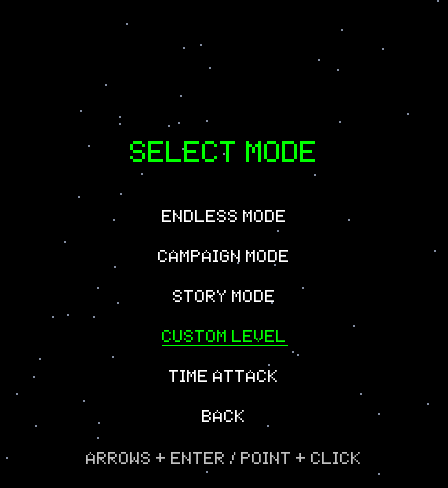 SELECT MODE
ENDLESS MODE
CAMPAIGN MODE
STORY MODE
CUSTOM LEVEL
TIME ATTACK
BACK
ARROWS + ENTER / POINT + CLICK